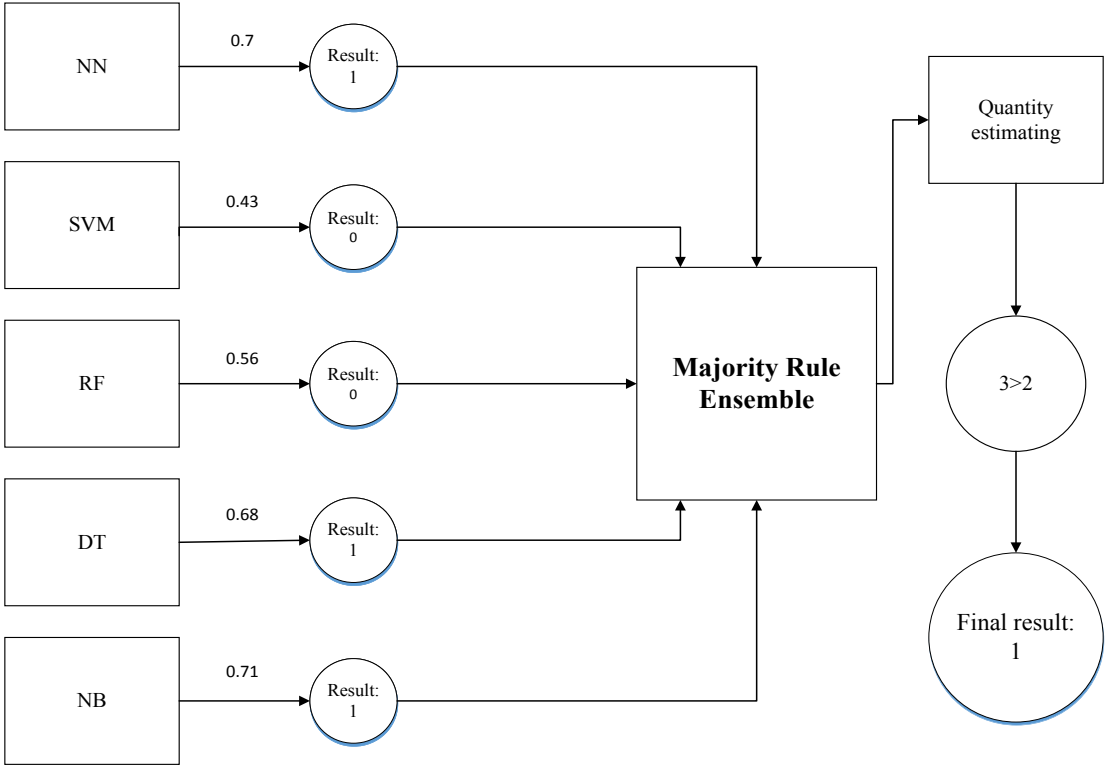 NN
0.7
Result:
1
SVM
0.43
Result:
0
RF
0.56
Result:
0
DT
0.68
Result:
1
NB
0.71
Result:
1
Majority Rule
Ensemble
Quantity
estimating
3>2
Final result:
1